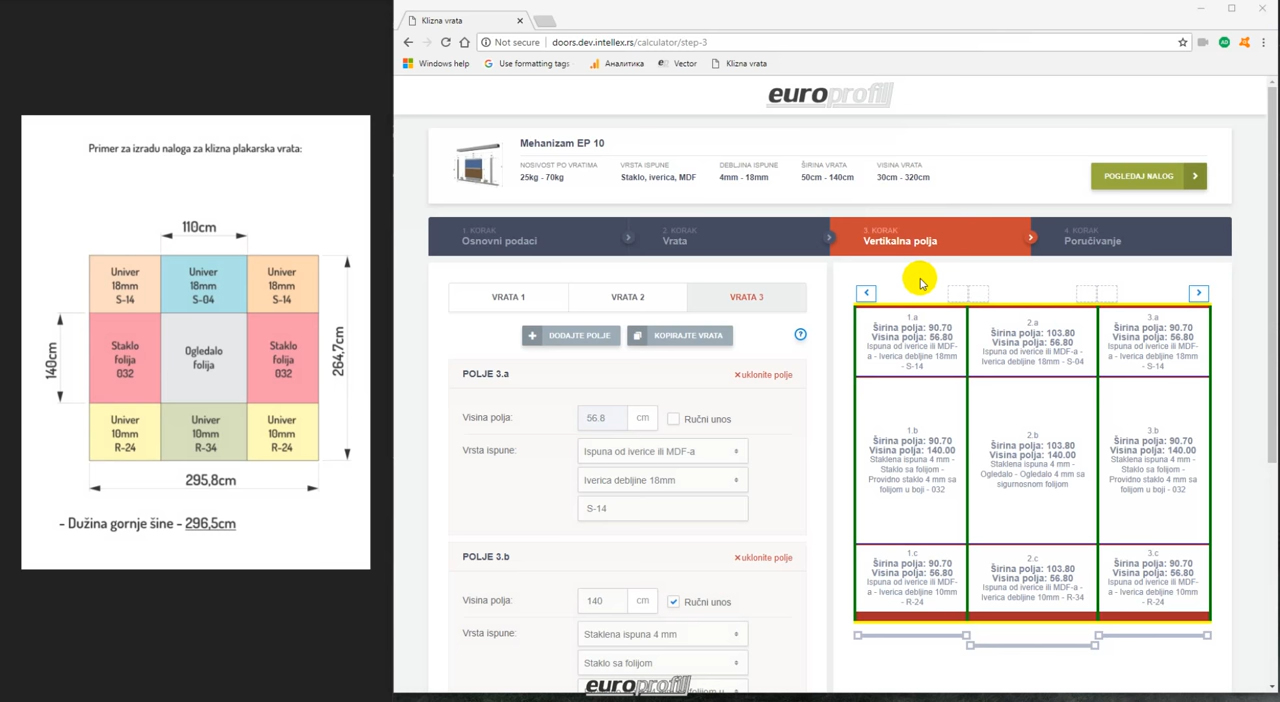 Primer za izradu naloga za klizna plakarska vrata:
110cm
Univer
18mm
S-14
Univer
18mm
S-04
Univer
18mm
S-14
140cm
Staklo
folija
032
Ogledalo
folija
Staklo
folija
032
264,7cm
Univer
10mm
R-24
Univer
10mm
R-34
Univer
10mm
R-24
295,8cm
- Dužina gornje šine - 296,5cm
Klizna vrata
Not secure | doors.dev.intellex.rs/calculator/step-3
Windows help
Use formatting tags
Аналитика
Vector
Klizna vrata
europrofill
Mehanizam EP 10
NOSIVOST PO VRATIMA
25kg - 70kg
VRSTA ISPUNE
Staklo, iverica, MDF
DEBLJINA ISPUNE
4mm - 18mm
ŠIRINA VRATA
50cm - 140cm
VISINA VRATA
30cm - 320cm
POGLEDAJ NALOG
1. KORAK
Osnovni podaci
2. KORAK
Vrata
3. KORAK
Vertikalna polja
4. KORAK
Poručivanje
VRATA 1
VRATA 2
VRATA 3
DODAJTE POLJE
KOPIRAJTE VRATA
POLJE 3.a
uklonite polje
Visina polja:
56.8
cm
Ručni unos
Vrsta ispune:
Ispuna od iverice ili MDF-a
Iverica debljine 18mm
S-14
POLJE 3.b
uklonite polje
Visina polja:
140
cm
Ručni unos
Vrsta ispune:
Staklena ispuna 4 mm
Staklo sa folijom
europrofill
1.a
Širina polja: 90.70
Visina polja: 56.80
Ispuna od iverice ili MDF-
a - Iverica debljine 18mm
- S-14
2.a
Širina polja: 103.80
Visina polja: 56.80
Ispuna od iverice ili MDF-a -
Iverica debljine 18mm - S-04
3.a
Širina polja: 90.70
Visina polja: 56.80
Ispuna od iverice ili MDF-
a - Iverica debljine 18mm
- S-14
1.b
Širina polja: 90.70
Visina polja: 140.00
Staklena ispuna 4 mm -
Staklo sa folijom -
Providno staklo 4 mm sa
folijom u boji - 032
2.b
Širina polja: 103.80
Visina polja: 140.00
Staklena ispuna 4 mm -
Ogledalo - Ogledalo 4 mm sa
sigurnosnom folijom
3.b
Širina polja: 90.70
Visina polja: 140.00
Staklena ispuna 4 mm -
Staklo sa folijom -
Providno staklo 4 mm sa
folijom u boji - 032
1.c
Širina polja: 90.70
Visina polja: 56.80
Ispuna od iverice ili MDF-
a - Iverica debljine 10mm
- R-24
2.c
Širina polja: 103.80
Visina polja: 56.80
Ispuna od iverice ili MDF-a -
Iverica debljine 10mm - R-34
3.c
Širina polja: 90.70
Visina polja: 56.80
Ispuna od iverice ili MDF-
a - Iverica debljine 10mm
- R-24